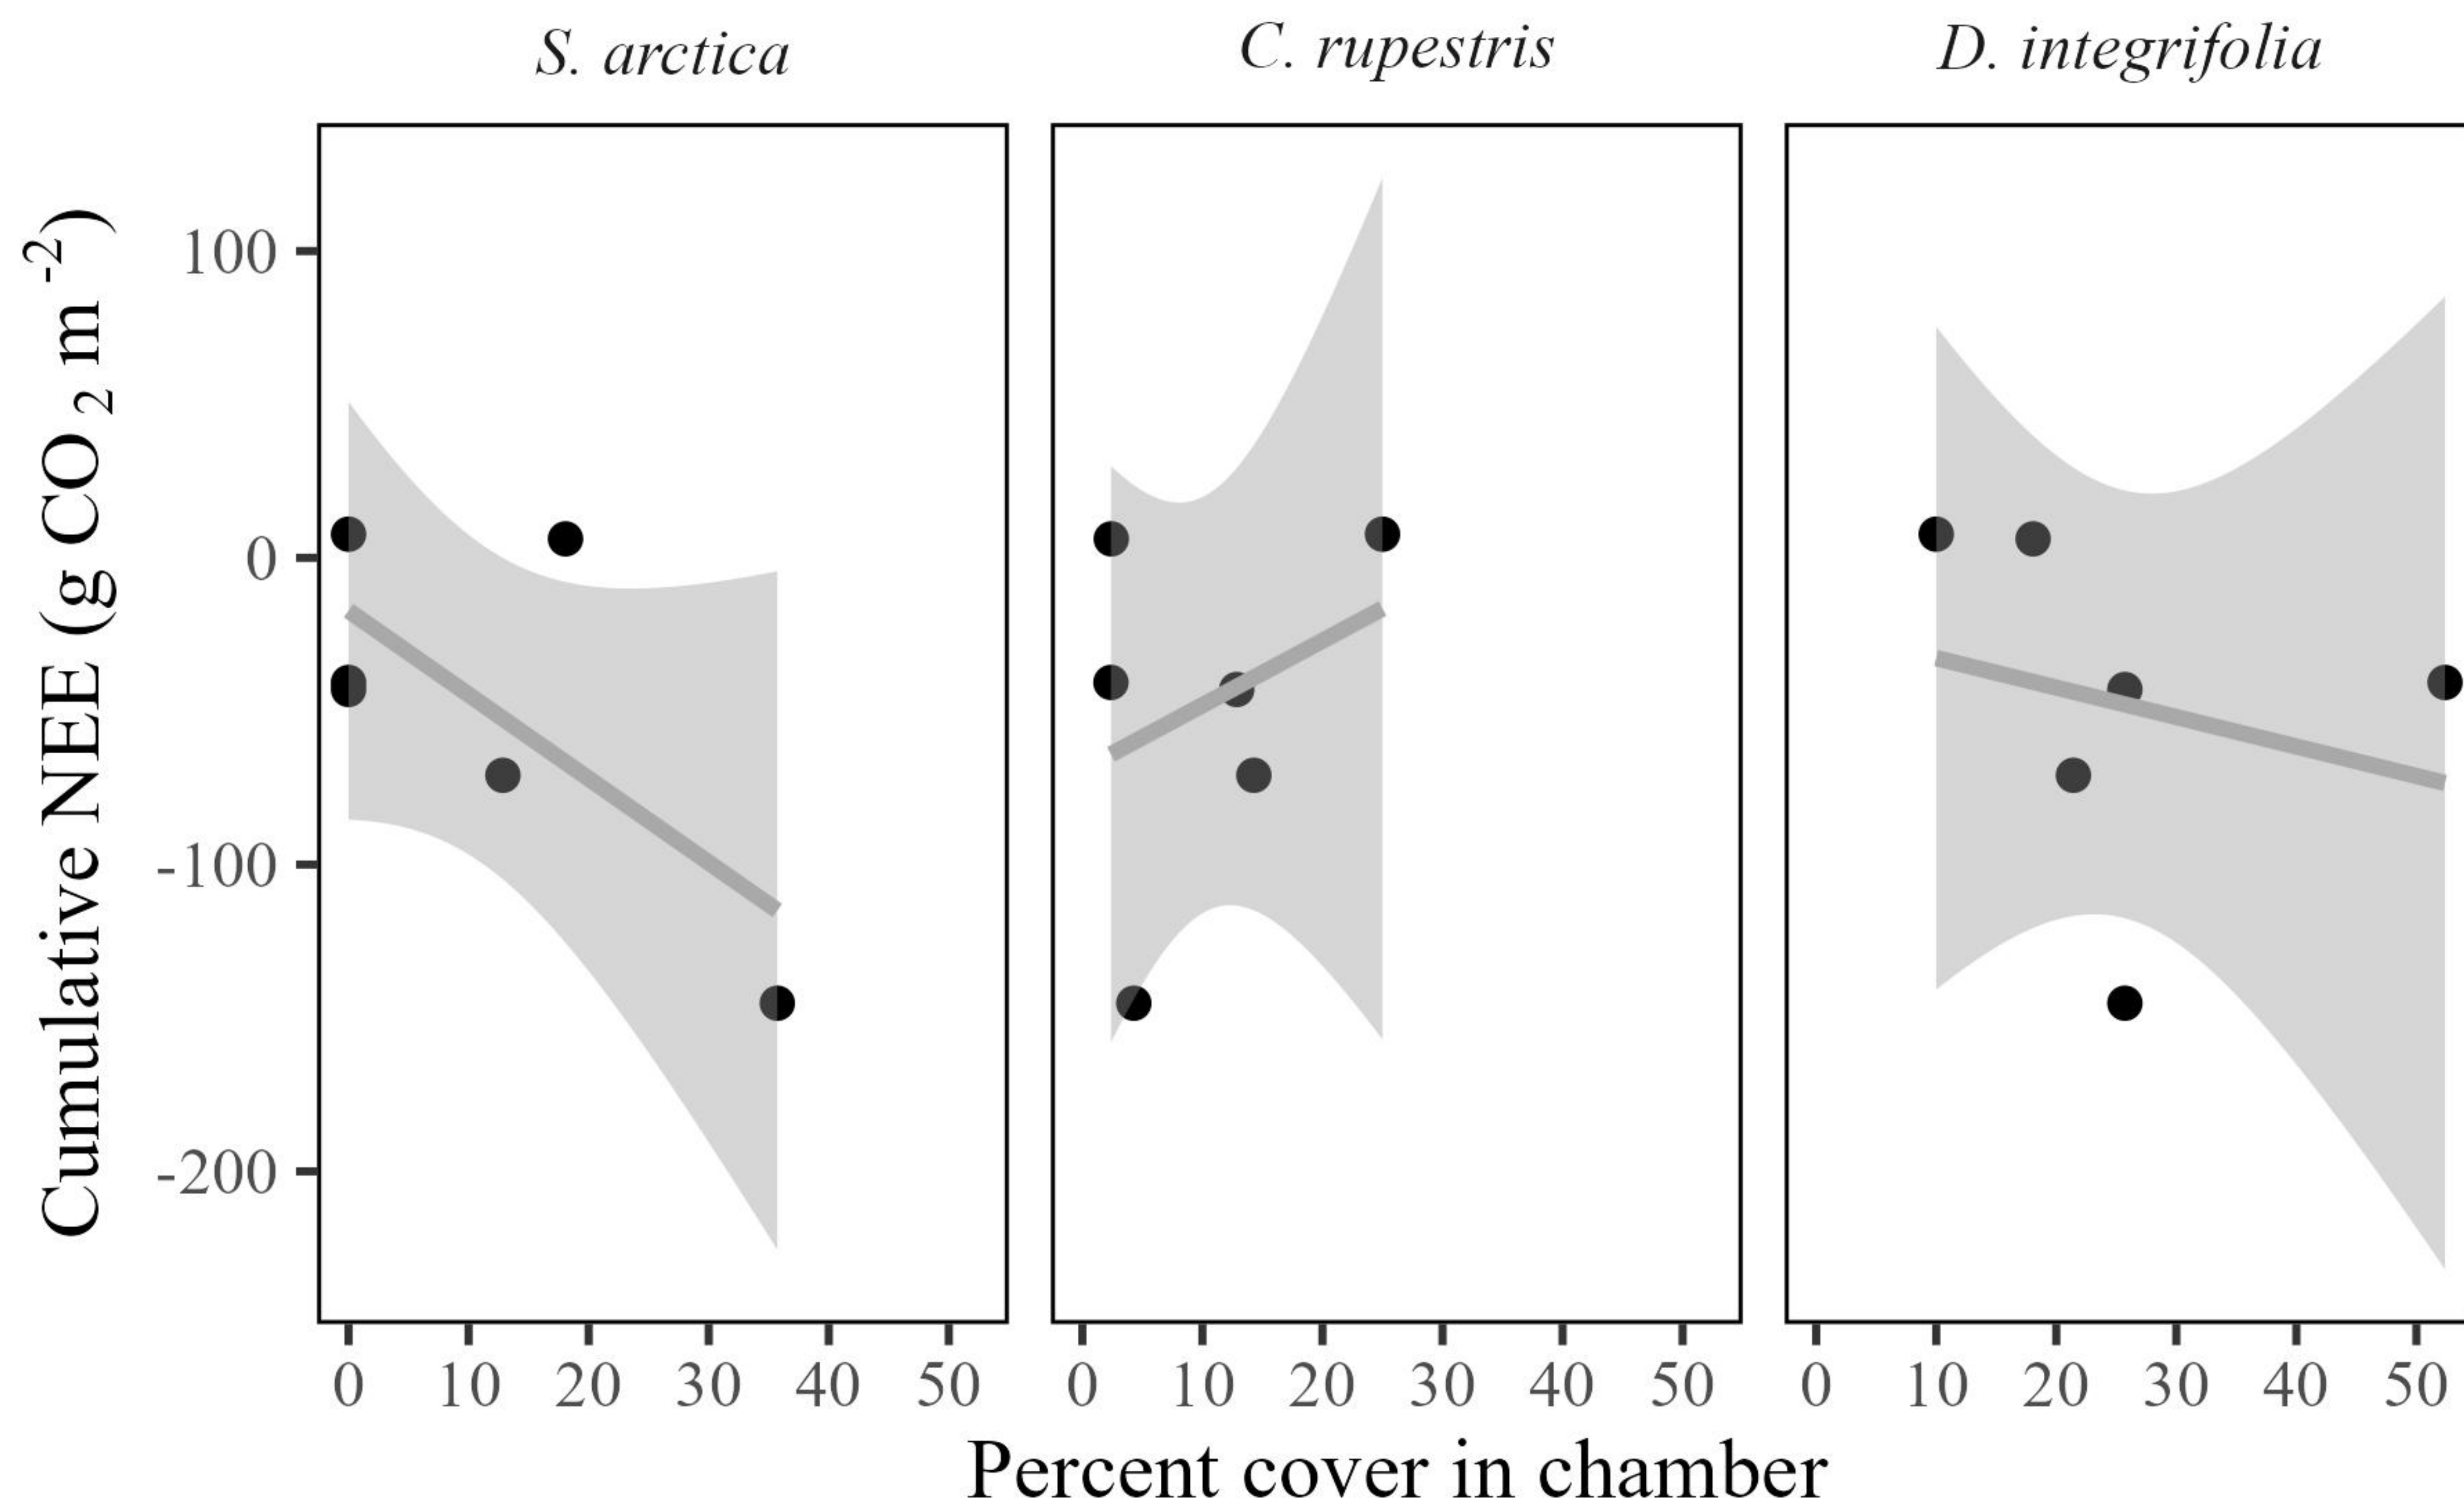 S. arctica
C. rupestris
D. integrifolia
Cumulative NEE (g CO2 m-2)
100
0
-100
-200
0 10 20 30 40 50
0 10 20 30 40 50
0 10 20 30 40 50
Percent cover in chamber